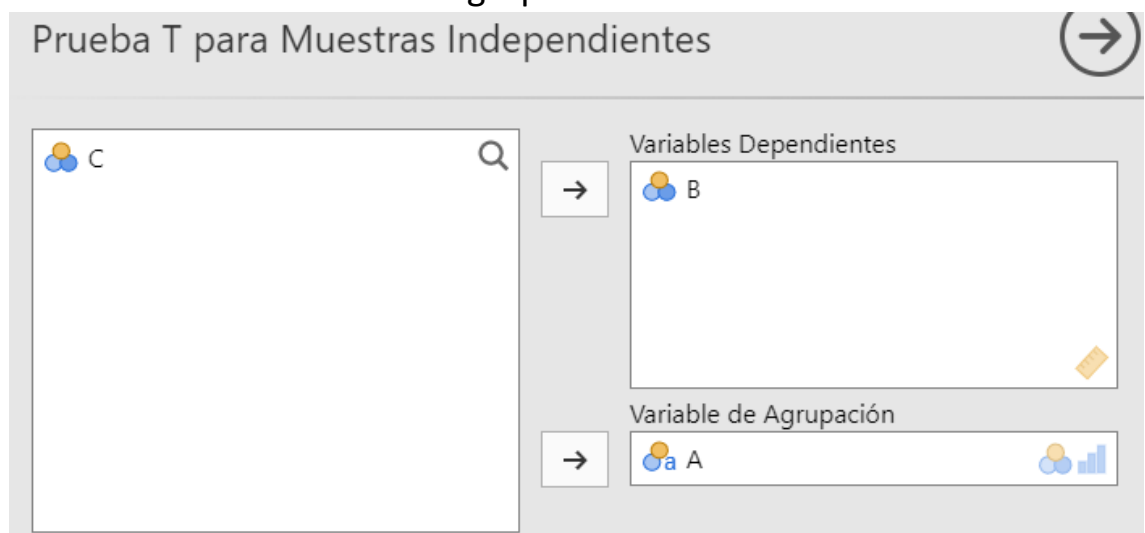 Prueba T para Muestras Independientes
C
Variables Dependientes
B
Variable de Agrupación
a A